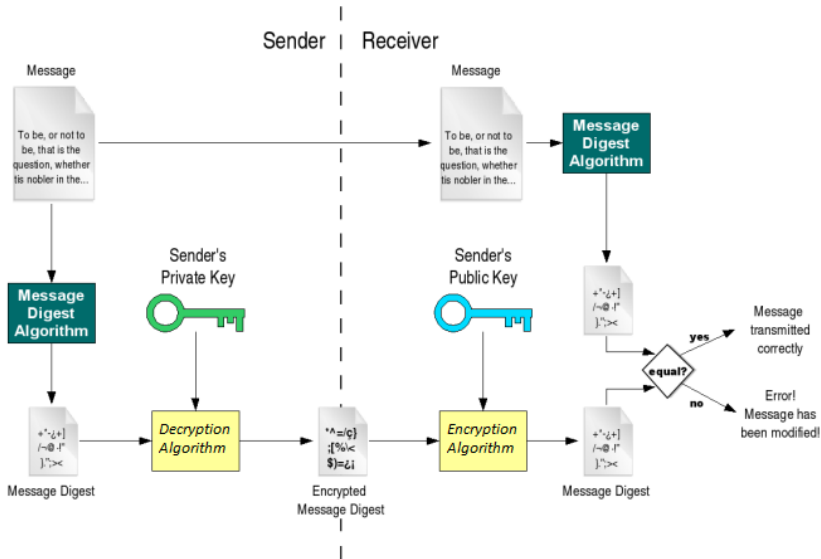 Sender
Receiver
Message
To be, or not to
be, that is the
question, whether
tis nobler in the...
Message
To be, or not to
be, that is the
question, whether
tis nobler in the...
Message
Digest
Algorithm
Message
Digest
Algorithm
Sender's
Private Key
Sender's
Public Key
+"-¿+]
/¬@-!"
}.";><
equal?
yes
no
Message
transmitted
correctly
Error!
Message has
been modified!
+"-¿+]
/¬@-!"
}.";><
Message Digest
Decryption
Algorithm
*^=/ç}
;[%\<
$)=¿¡
Encrypted
Message Digest
Encryption
Algorithm
+"-¿+]
/¬@-!"
}.";><
Message Digest